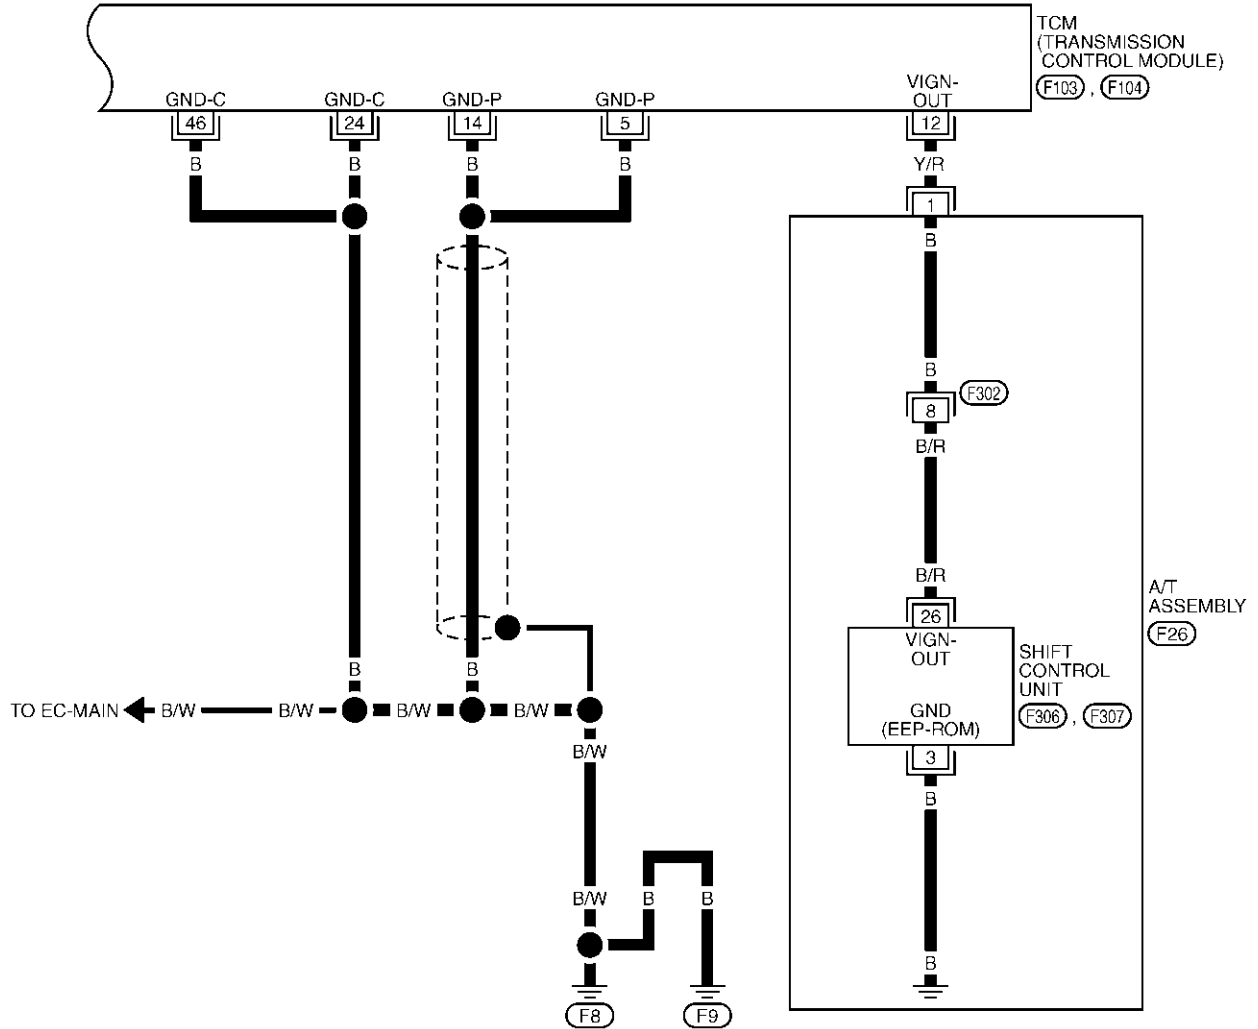 TCM
(TRANSMISSION
CONTROL MODULE)
F103 , F104
GND-C GND-C GND-P GND-P VIGN-
OUT
46 24 14 5 12
B B B B Y/R
1
B
B
F302
8
B/R
B/R
26
VIGN-
OUT
A/T
ASSEMBLY
F26
SHIFT
CONTROL
UNIT
F306 , F307
B B
TO EC-MAIN B/W B/W B/W B/W
GND
(EEP-ROM)
B/W
3
B
B/W B B
B
F8 F9